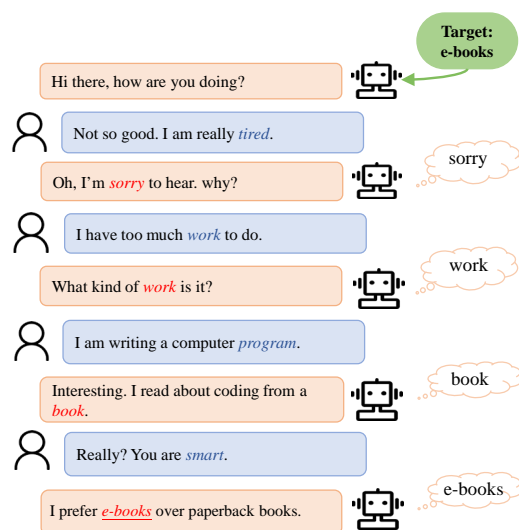 Target:
e-books
Hi there, how are you doing?
Not so good. I am really tired.
sorry
Oh, I'm sorry to hear. why?
I have too much work to do.
work
What kind of work is it?
I am writing a computer program.
book
Interesting. I read about coding from a
book.
Really? You are smart.
e-books
I prefer e-books over paperback books.